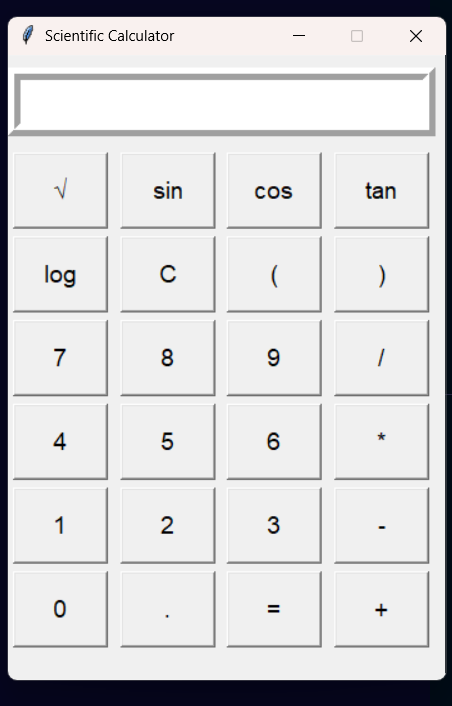 Scientific Calculator
√ sin cos tan
log C ( )
7 8 9 /
4 5 6 *
1 2 3 -
0 . = +